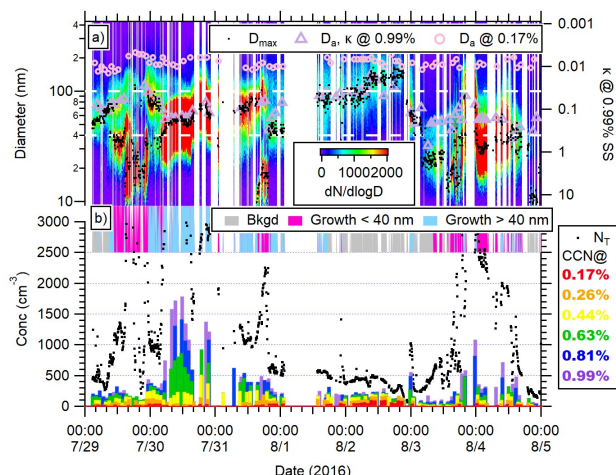 a)
D_max  D_a, κ @ 0.99%  D_a @ 0.17%
4
2
100
8
6
4
2
10
Diameter (nm)
0.001
0.01
0.1
1
10
κ @ 0.99% SS
0 1000 2000
dN/dlogD
b)
Bkgd  Growth < 40 nm  Growth > 40 nm
3000
2500
2000
1500
1000
500
0
Conc (cm⁻³)
N_T
CCN@
0.17%
0.26%
0.44%
0.63%
0.81%
0.99%
00:00 00:00 00:00 00:00 00:00 00:00 00:00 00:00
7/29 7/30 7/31 8/1 8/2 8/3 8/4 8/5
Date (2016)